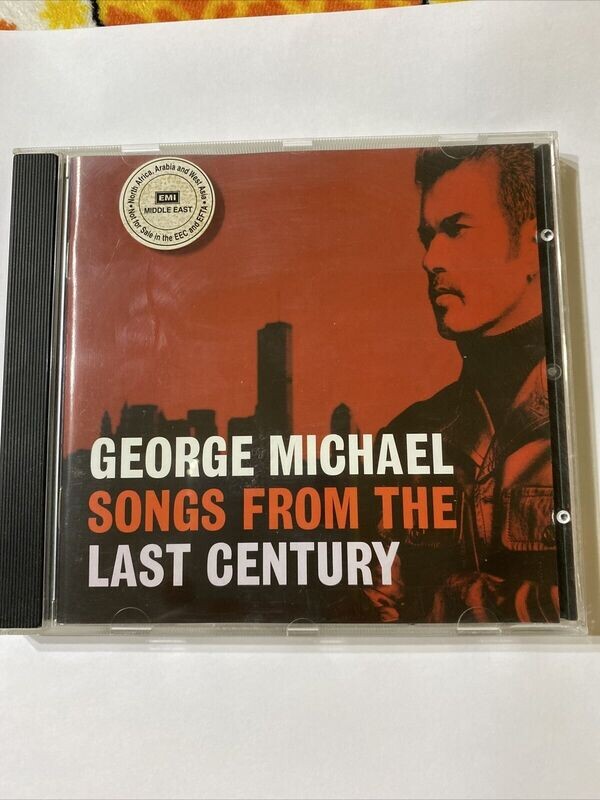 • North Africa, Arabia and West Asia •
EMI
MIDDLE EAST
Not for Sale in the EEC and EFTA
GEORGE MICHAEL
SONGS FROM THE
LAST CENTURY